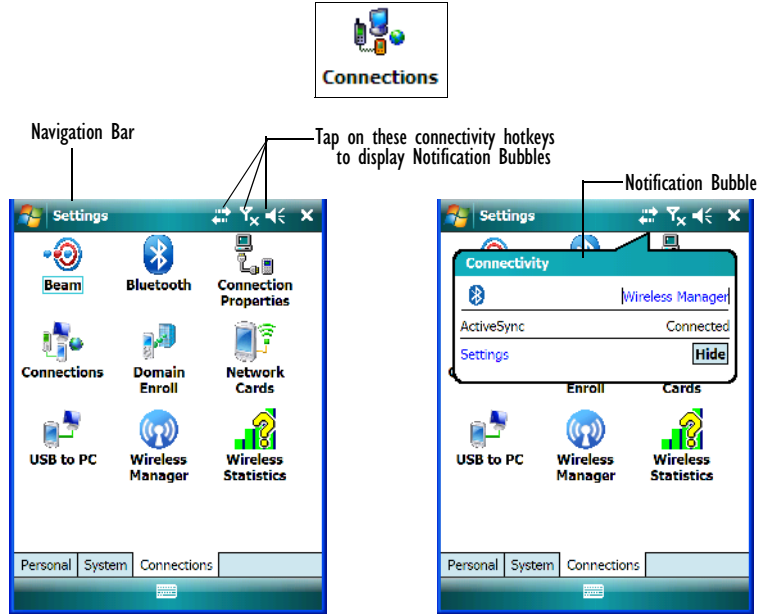 Connections
Navigation Bar
Tap on these connectivity hotkeys
to display Notification Bubbles
Notification Bubble
Settings
Beam
Bluetooth
Connection
Properties
Connections
Domain
Enroll
Network
Cards
USB to PC
Wireless
Manager
Wireless
Statistics
Personal System Connections
Settings
Connectivity
Wireless Manager
ActiveSync Connected
Settings Hide
Enroll
Cards
USB to PC
Wireless
Manager
Wireless
Statistics
Personal System Connections